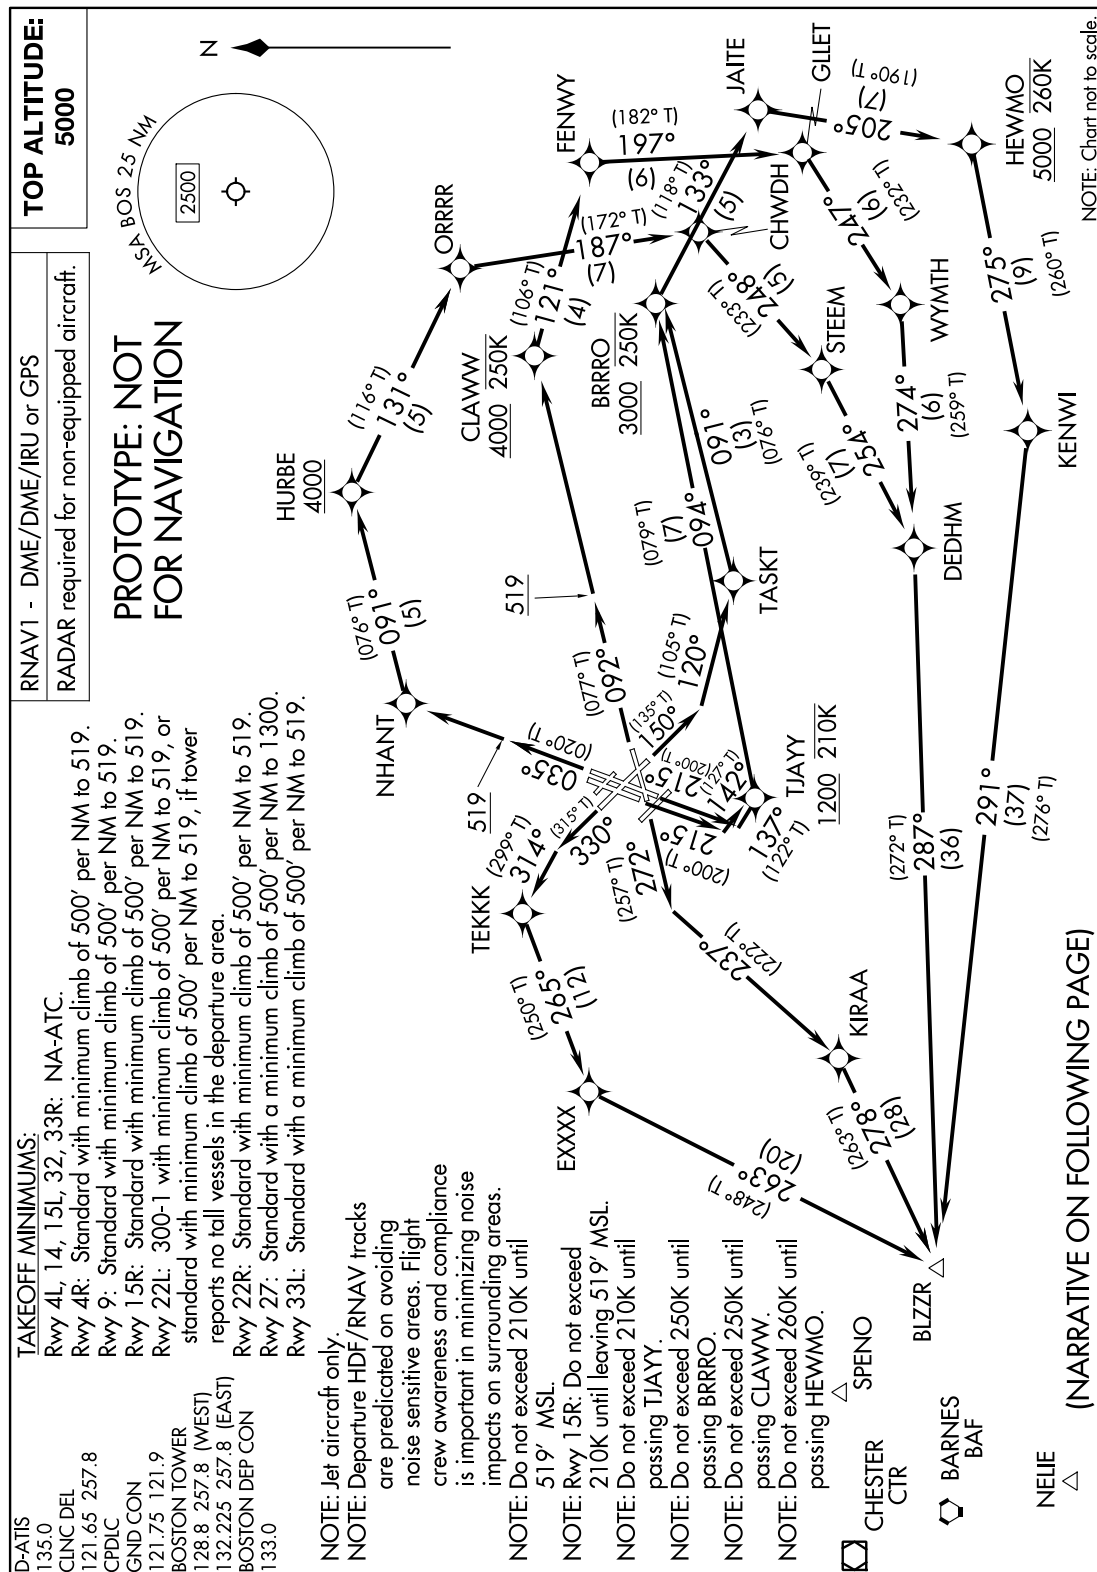 D-ATIS
135.0
CLNC DEL
121.65 257.8
CPDLC
GND CON
121.75 121.9
BOSTON TOWER
128.8 257.8 (WEST)
132.225 257.8 (EAST)
BOSTON DEP CON
133.0
TAKEOFF MINIMUMS:
Rwy 4L, 14, 15L, 32, 33R: NA-ATC.
Rwy 4R: Standard with minimum climb of 500' per NM to 519.
Rwy 9: Standard with minimum climb of 500' per NM to 519.
Rwy 15R: Standard with minimum climb of 500' per NM to 519.
Rwy 22L: 300-1 with minimum climb of 500' per NM to 519, or
standard with minimum climb of 500' per NM to 519, if tower
reports no tall vessels in the departure area.
Rwy 22R: Standard with minimum climb of 500' per NM to 519.
Rwy 27: Standard with a minimum climb of 500' per NM to 1300.
Rwy 33L: Standard with a minimum climb of 500' per NM to 519.
RNAV1 - DME/DME/IRU or GPS
RADAR required for non-equipped aircraft.
TOP ALTITUDE:
5000
PROTOTYPE: NOT
FOR NAVIGATION
MSA BOS 25 NM
2500
N
NOTE: Jet aircraft only.
NOTE: Departure HDF/RNAV tracks
are predicated on avoiding
noise sensitive areas. Flight
crew awareness and compliance
is important in minimizing noise
impacts on surrounding areas.
NOTE: Do not exceed 210K until
519' MSL.
NOTE: Rwy 15R: Do not exceed
210K until leaving 519' MSL.
NOTE: Do not exceed 210K until
passing TJAYY.
NOTE: Do not exceed 250K until
passing BRRRO.
NOTE: Do not exceed 250K until
passing CLAWW.
NOTE: Do not exceed 260K until
passing HEWMO.
HURBE
4000
(116° T)
131°
(5)
ORRRR
(076° T)
091°
(5)
NHANT
519
035°
(020° T)
CLAWW
4000 250K
(106° T)
121°
(4)
FENWY
(182° T)
197°
(6)
(172° T)
187°
(7)
519
(077° T)
092°
TEKKK
(299° T)
314°
(315° T)
330°
(250° T)
265°
(12)
EXXXX
(248° T)
263°
(20)
BRRRO
3000 250K
(118° T)
133°
(5)
JAITE
GLLET
(190° T)
(7)
205°
CHWDH
(079° T)
(7)
094°
091°
(3)
(076° T)
TASKT
(105° T)
120°
(135° T)
150°
(200° T)
215°
(127° T)
142°
215°
(200° T)
137°
(122° T)
TJAYY
1200 210K
(257° T)
272°
237°
(222° T)
KIRAA
(263° T)
278°
(28)
(233° T)
248°
(5)
STEEM
247°
(6)
(232° T)
WYMTH
(239° T)
(7)
254°
274°
(6)
(259° T)
DEDHM
HEWMO
5000 260K
275°
(9)
(260° T)
KENWI
(272° T)
287°
(36)
291°
(37)
(276° T)
BLZZR
SPENO
CHESTER
CTR
BARNES
BAF
NELIE
NOTE: Chart not to scale.
(NARRATIVE ON FOLLOWING PAGE)